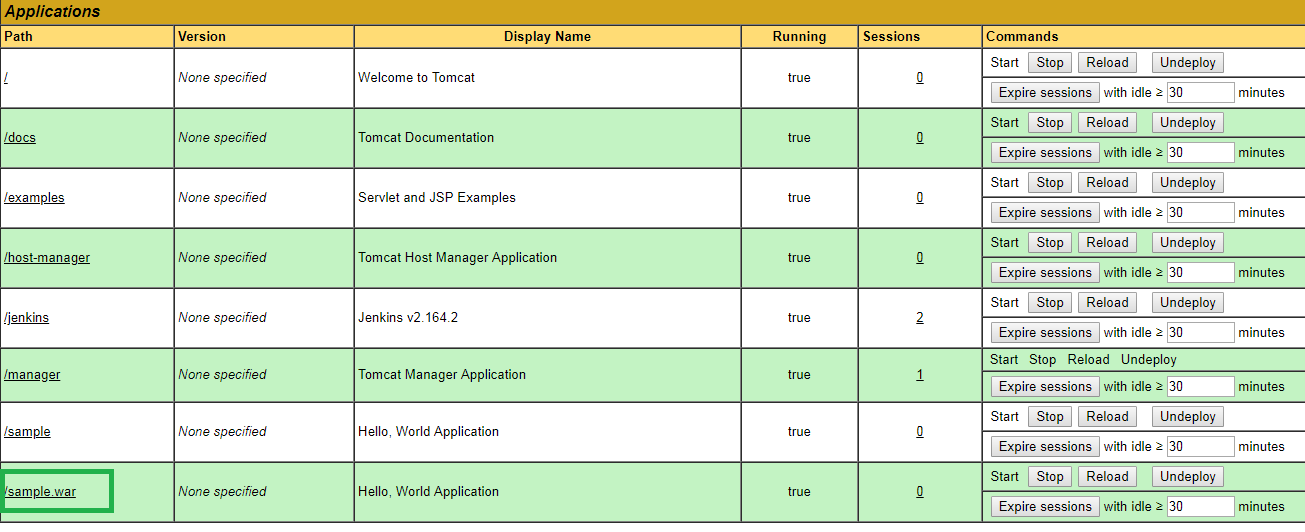 Applications
Path Version Display Name Running Sessions Commands
/ None specified Welcome to Tomcat true 0 Start Stop Reload Undeploy
Expire sessions with idle ≥ 30 minutes
/docs None specified Tomcat Documentation true 0 Start Stop Reload Undeploy
Expire sessions with idle ≥ 30 minutes
/examples None specified Servlet and JSP Examples true 0 Start Stop Reload Undeploy
Expire sessions with idle ≥ 30 minutes
/host-manager None specified Tomcat Host Manager Application true 0 Start Stop Reload Undeploy
Expire sessions with idle ≥ 30 minutes
/jenkins None specified Jenkins v2.164.2 true 2 Start Stop Reload Undeploy
Expire sessions with idle ≥ 30 minutes
/manager None specified Tomcat Manager Application true 1 Start Stop Reload Undeploy
Expire sessions with idle ≥ 30 minutes
/sample None specified Hello, World Application true 0 Start Stop Reload Undeploy
Expire sessions with idle ≥ 30 minutes
/sample.war None specified Hello, World Application true 0 Start Stop Reload Undeploy
Expire sessions with idle ≥ 30 minutes